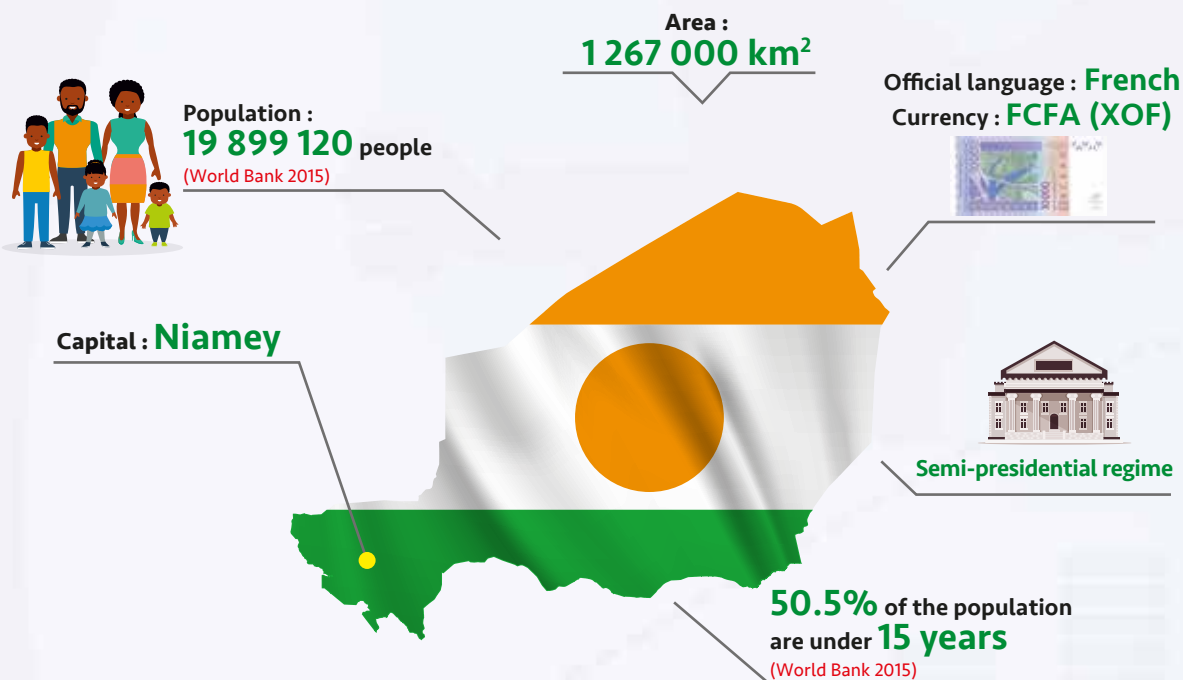 Area :
1 267 000 km²
Official language : French
Currency : FCFA (XOF)
Population :
19 899 120 people
(World Bank 2015)
Capital : Niamey
Semi-presidential regime
50.5% of the population
are under 15 years
(World Bank 2015)